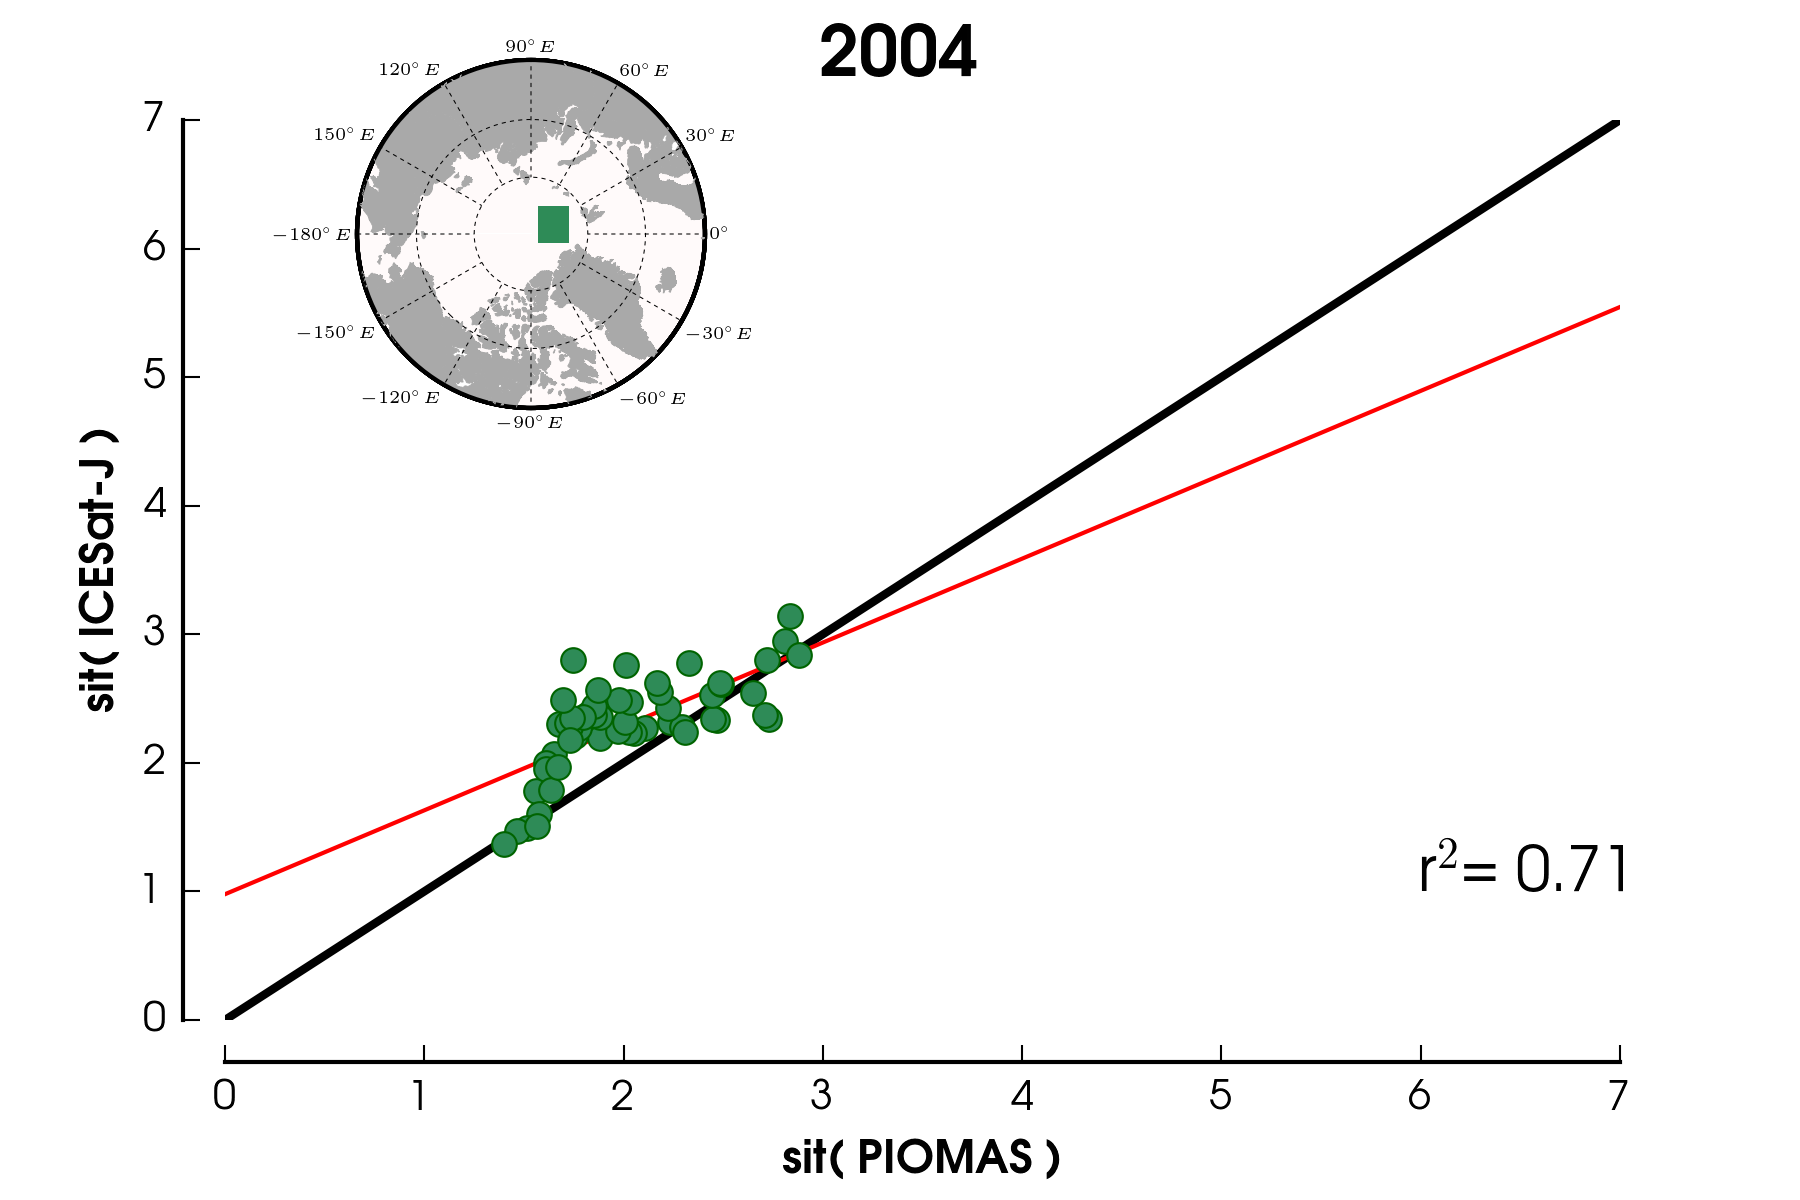 2004
90° E
120° E
60° E
150° E
30° E
−180° E
0°
−150° E
−30° E
−120° E
−60° E
−90° E
7
6
5
4
3
2
1
0
sit( ICESat-J )
r²= 0.71
0 1 2 3 4 5 6 7
sit( PIOMAS )